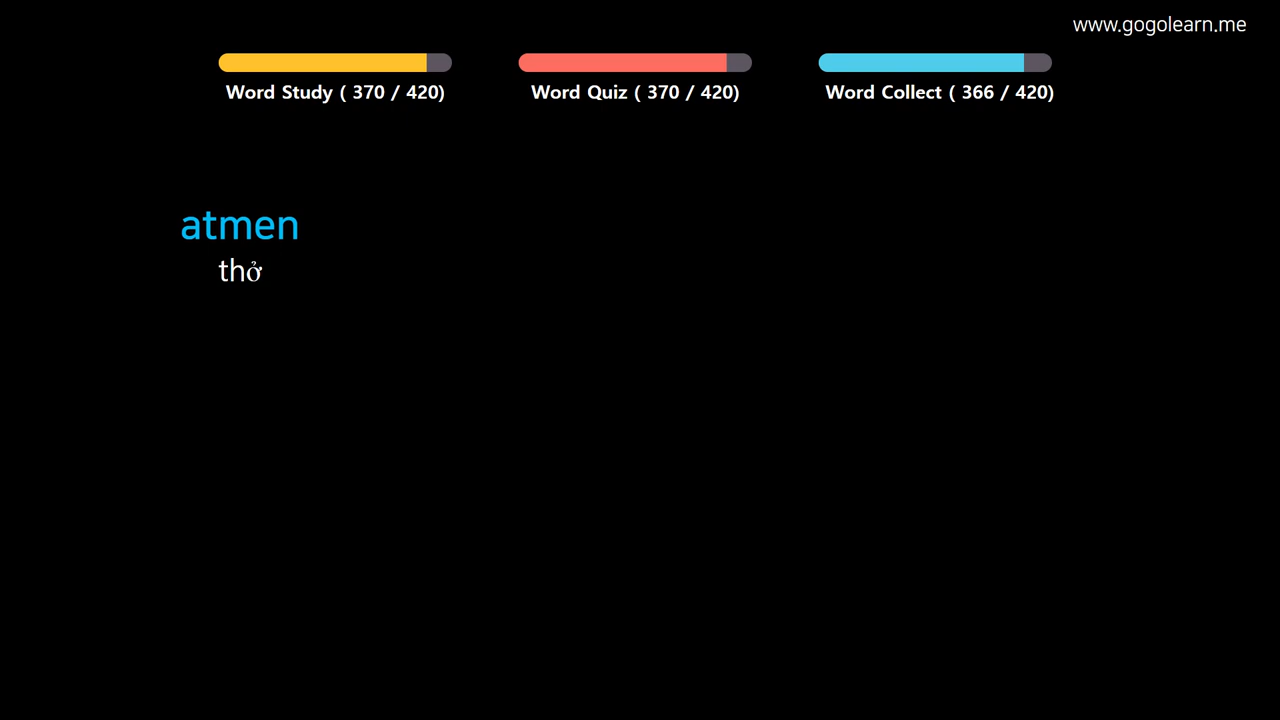 www.gogolearn.me
Word Study ( 370 / 420)
Word Quiz ( 370 / 420)
Word Collect ( 366 / 420)
atmen
thở